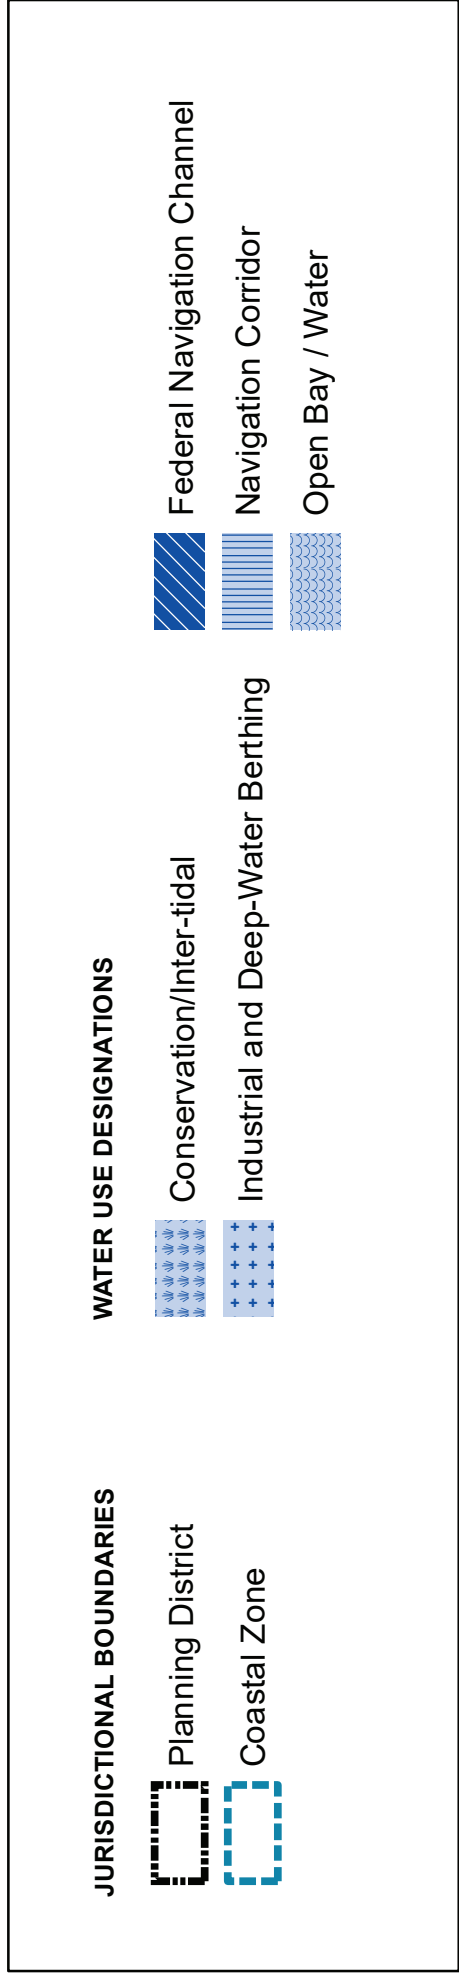 JURISDICTIONAL BOUNDARIES
Planning District
Coastal Zone
WATER USE DESIGNATIONS
Conservation/Inter-tidal
Industrial and Deep-Water Berthing
Federal Navigation Channel
Navigation Corridor
Open Bay / Water